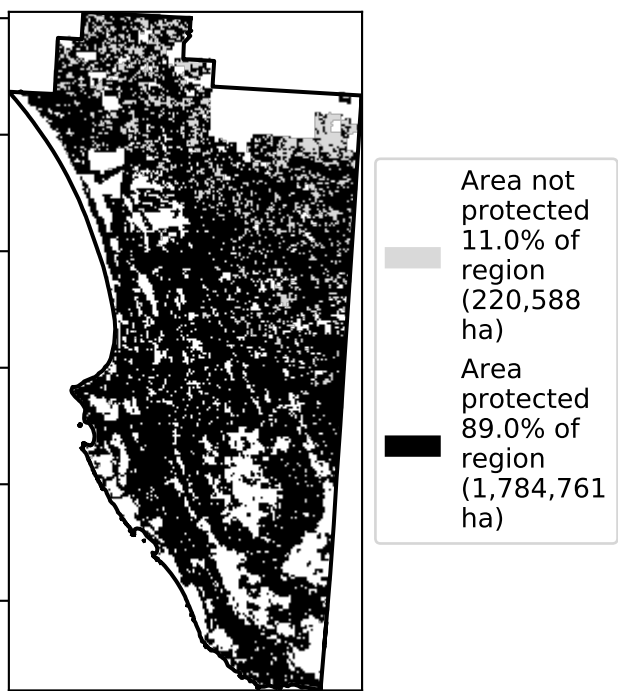 Area not
protected
11.0% of
region
(220,588
ha)
Area
protected
89.0% of
region
(1,784,761
ha)